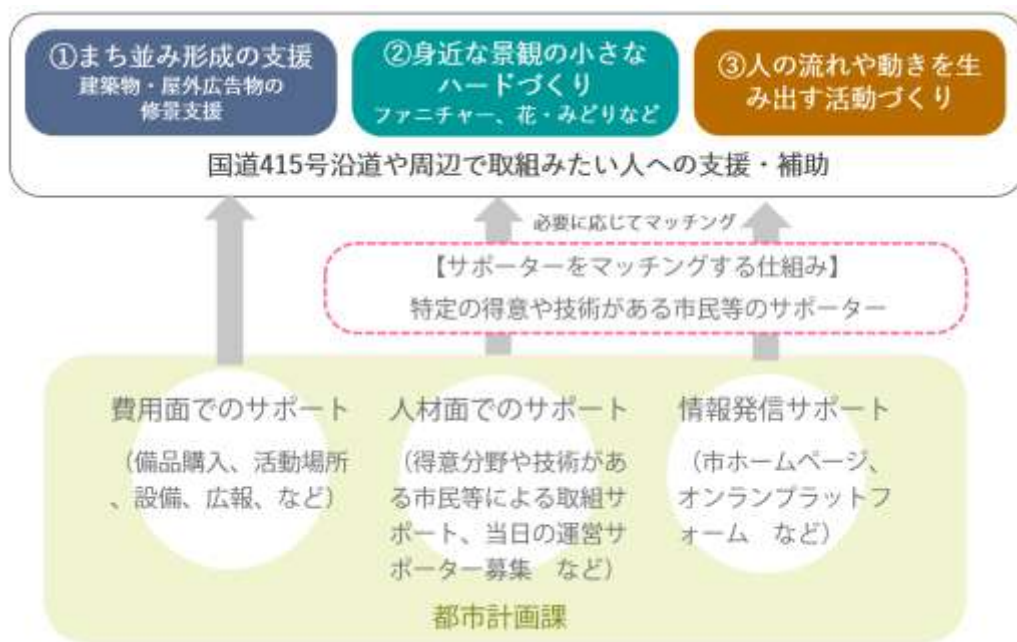 ①まち並み形成の支援
建築物・屋外広告物の
修景支援
②身近な景観の小さな
ハードづくり
ファニチャー、花・みどりなど
③人の流れや動きを生
み出す活動づくり
国道415号沿道や周辺で取組みたい人への支援・補助
必要に応じてマッチング
【サポーターをマッチングする仕組み】
特定の得意や技術がある市民等のサポーター
費用面でのサポート
（備品購入、活動場所
、設備、広報、など）
人材面でのサポート
（得意分野や技術があ
る市民等による取組サ
ポート、当日の運営サ
ポーター募集　など）
情報発信サポート
（市ホームページ、
オンランプラットフ
ォーム　など）
都市計画課